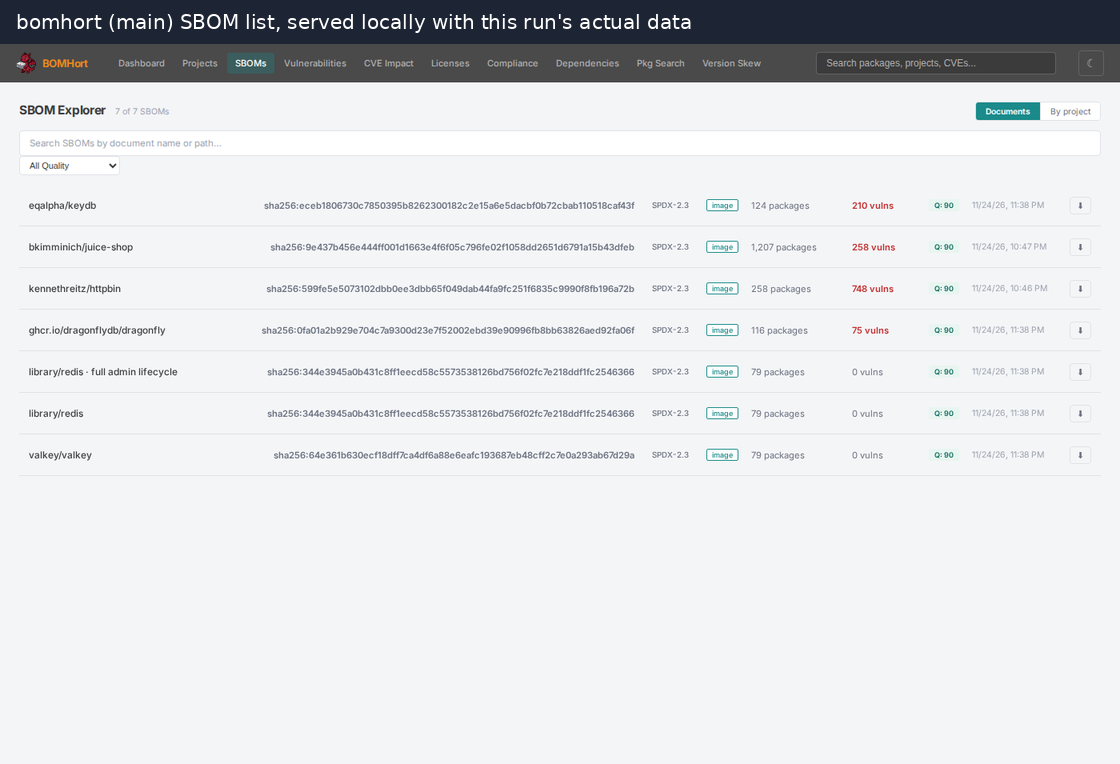 bomhort (main) SBOM list, served locally with this run's actual data
BOMHort Dashboard Projects SBOMs Vulnerabilities CVE Impact Licenses Compliance Dependencies Pkg Search Version Skew Search packages, projects, CVEs...
SBOM Explorer 7 of 7 SBOMs Documents By project
Search SBOMs by document name or path...
All Quality
eqalpha/keydb sha256:eceb1806730c7850395b8262300182c2e15a6e5dacbf0b72cbab110518caf43f SPDX-2.3 image 124 packages 210 vulns Q: 90 11/24/26, 11:38 PM
bkimminich/juice-shop sha256:9e437b456e444ff001d1663e4f6f05c796fe02f1058dd2651d6791a15b43dfeb SPDX-2.3 image 1,207 packages 258 vulns Q: 90 11/24/26, 10:47 PM
kennethreitz/httpbin sha256:599fe5e5073102dbb0ee3dbb65f049dab44fa9fc251f6835c9990f8fb196a72b SPDX-2.3 image 258 packages 748 vulns Q: 90 11/24/26, 10:46 PM
ghcr.io/dragonflydb/dragonfly sha256:0fa01a2b929e704c7a9300d23e7f52002ebd39e90996fb8bb63826aed92fa06f SPDX-2.3 image 116 packages 75 vulns Q: 90 11/24/26, 11:38 PM
library/redis · full admin lifecycle sha256:344e3945a0b431c8ff1eecd58c5573538126bd756f02fc7e218ddf1fc2546366 SPDX-2.3 image 79 packages 0 vulns Q: 90 11/24/26, 11:38 PM
library/redis sha256:344e3945a0b431c8ff1eecd58c5573538126bd756f02fc7e218ddf1fc2546366 SPDX-2.3 image 79 packages 0 vulns Q: 90 11/24/26, 11:38 PM
valkey/valkey sha256:64e361b630ecf18dff7ca4df6a88e6eafc193687eb48cff2c7e0a293ab67d29a SPDX-2.3 image 79 packages 0 vulns Q: 90 11/24/26, 11:38 PM